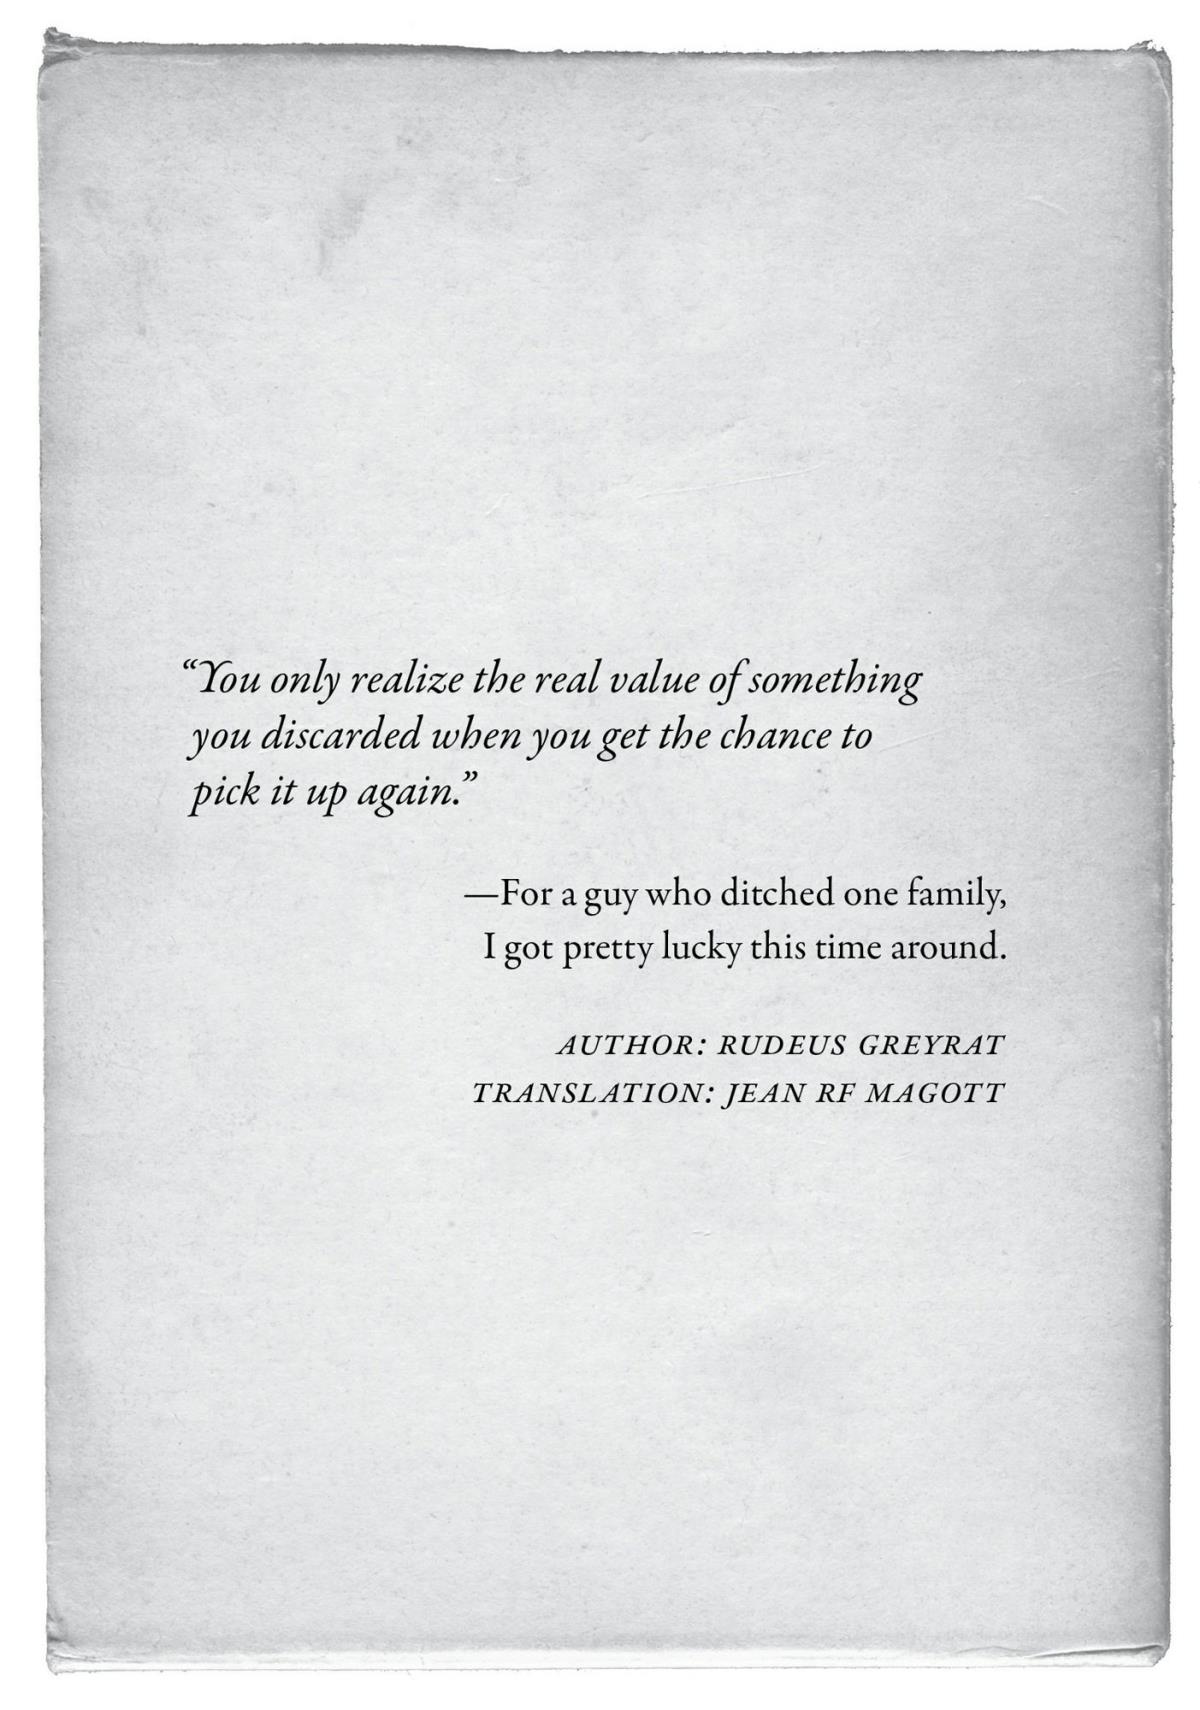 “You only realize the real value of something
you discarded when you get the chance to
pick it up again.”
—For a guy who ditched one family,
I got pretty lucky this time around.
AUTHOR: RUDEUS GREYRAT
TRANSLATION: JEAN RF MAGOTT